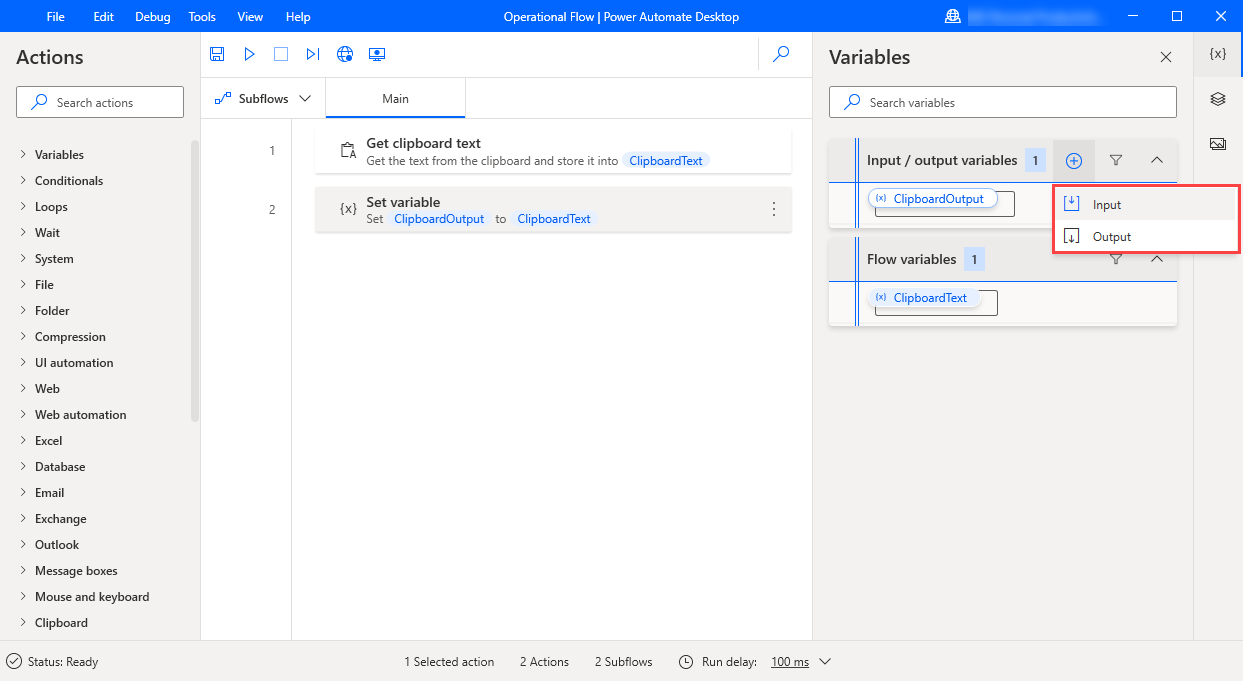 File Edit Debug Tools View Help Operational Flow | Power Automate Desktop
Actions
Search actions
Variables
Conditionals
Loops
Wait
System
File
Folder
Compression
UI automation
Web
Web automation
Excel
Database
Email
Exchange
Outlook
Message boxes
Mouse and keyboard
Clipboard
Subflows Main
1
Get clipboard text
Get the text from the clipboard and store it into ClipboardText
2
{x} Set variable
Set ClipboardOutput to ClipboardText
Variables
{x}
Search variables
Input / output variables 1
(x) ClipboardOutput
Input
Output
Flow variables 1
(x) ClipboardText
Status: Ready 1 Selected action 2 Actions 2 Subflows Run delay: 100 ms